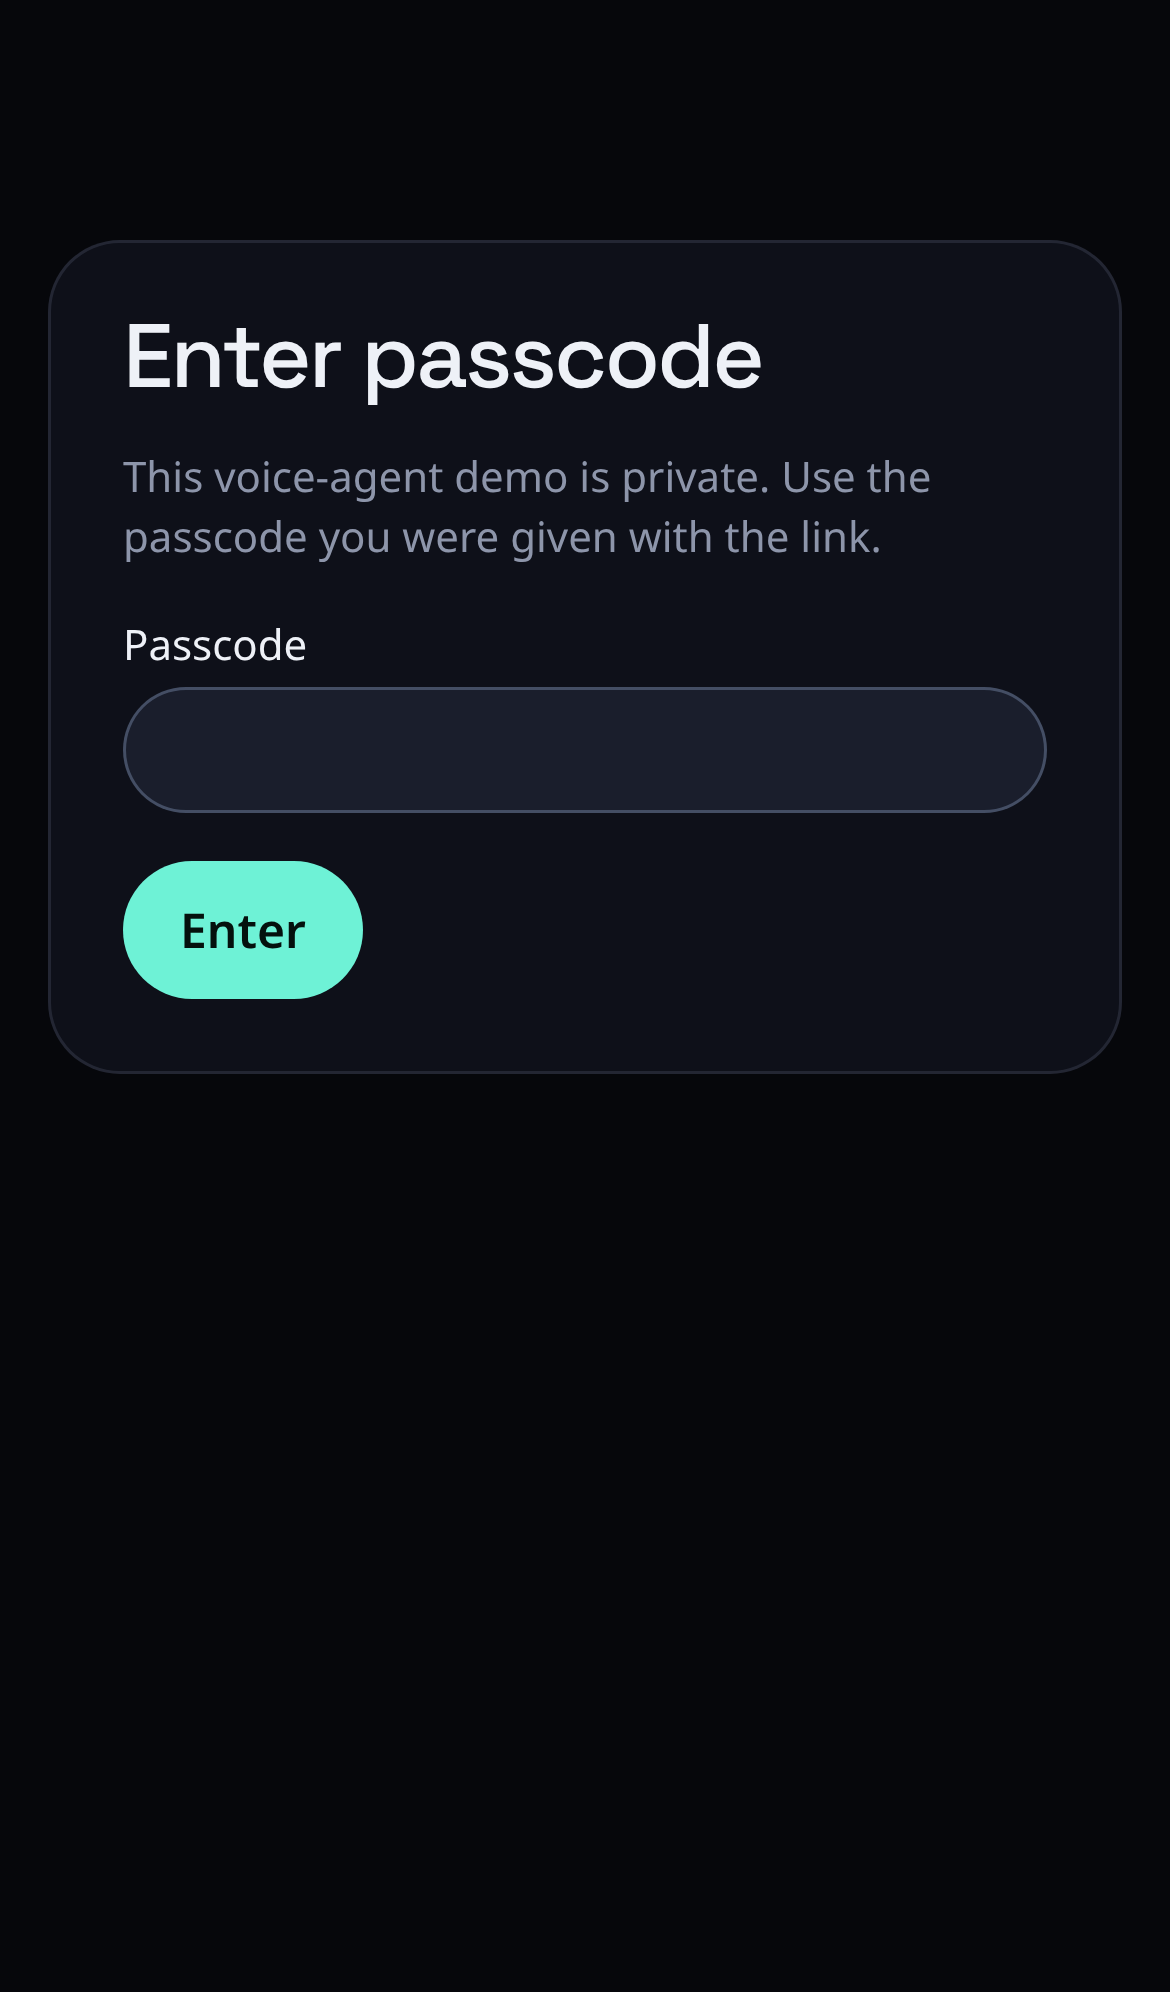 Enter passcode
This voice-agent demo is private. Use the
passcode you were given with the link.
Passcode
Enter